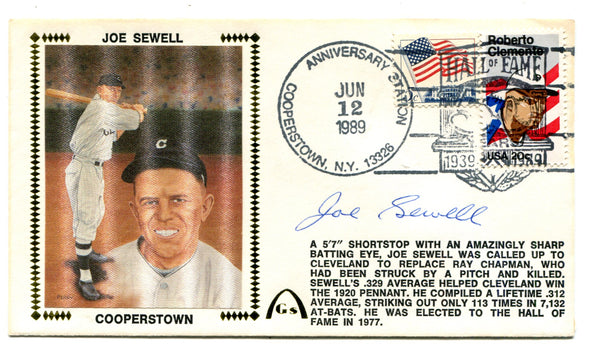 JOE SEWELL
C
PERRY
COOPERSTOWN
Gs
ANNIVERSARY STATION
JUN
12
1989
COOPERSTOWN, N.Y. 13326
HALL OF FAME
1939
Roberto
Clemente
USA 20c
Joe Sewell
A 5'7" SHORTSTOP WITH AN AMAZINGLY SHARP
BATTING EYE, JOE SEWELL WAS CALLED UP TO
CLEVELAND TO REPLACE RAY CHAPMAN, WHO
HAD BEEN STRUCK BY A PITCH AND KILLED.
SEWELL'S .329 AVERAGE HELPED CLEVELAND WIN
THE 1920 PENNANT. HE COMPILED A LIFETIME .312
AVERAGE, STRIKING OUT ONLY 113 TIMES IN 7,132
AT-BATS. HE WAS ELECTED TO THE HALL OF
FAME IN 1977.